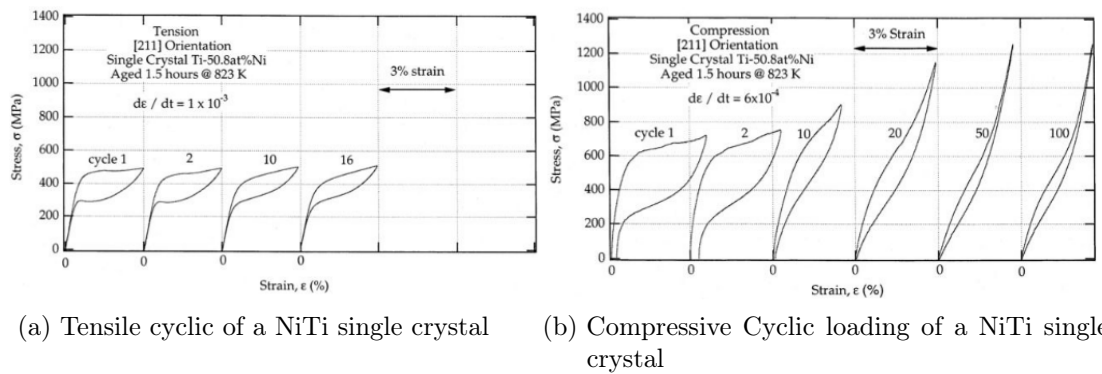 1400
1200
1000
800
600
400
200
0
Stress, σ (MPa)
Tension
[211] Orientation
Single Crystal Ti-50.8at%Ni
Aged 1.5 hours @ 823 K
dε / dt = 1 x 10⁻³
3% strain
cycle 1
2
10
16
0
0
0
0
Strain, ε (%)
(a) Tensile cyclic of a NiTi single crystal
1400
1200
1000
800
600
400
200
0
Stress, σ (MPa)
Compression
[211] Orientation
Single Crystal Ti-50.8at%Ni
Aged 1.5 hours @ 823 K
dε / dt = 6x10⁻⁴
3% Strain
cycle 1
2
10
20
50
100
0
0
0
0
0
0
Strain, ε (%)
(b) Compressive Cyclic loading of a NiTi single
crystal